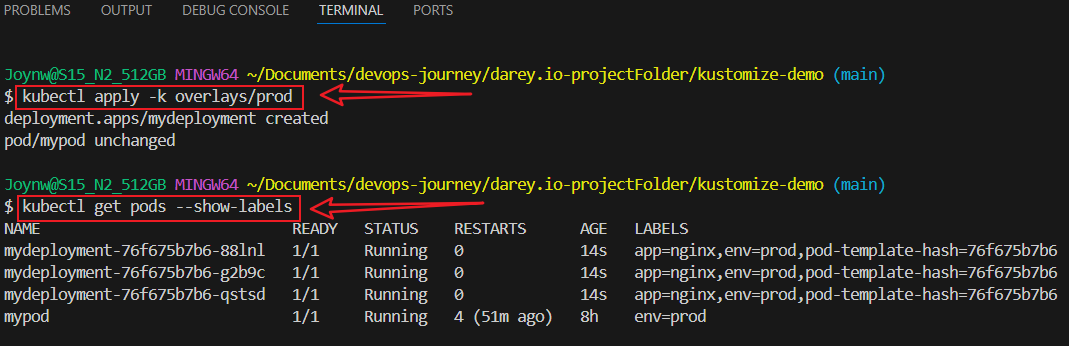 PROBLEMS OUTPUT DEBUG CONSOLE TERMINAL PORTS
Joynw@S15_N2_512GB MINGW64 ~/Documents/devops-journey/darey.io-projectFolder/kustomize-demo (main)
$ kubectl apply -k overlays/prod
deployment.apps/mydeployment created
pod/mypod unchanged
Joynw@S15_N2_512GB MINGW64 ~/Documents/devops-journey/darey.io-projectFolder/kustomize-demo (main)
$ kubectl get pods --show-labels
NAME READY STATUS RESTARTS AGE LABELS
mydeployment-76f675b7b6-88lnl 1/1 Running 0 14s app=nginx,env=prod,pod-template-hash=76f675b7b6
mydeployment-76f675b7b6-g2b9c 1/1 Running 0 14s app=nginx,env=prod,pod-template-hash=76f675b7b6
mydeployment-76f675b7b6-qstsd 1/1 Running 0 14s app=nginx,env=prod,pod-template-hash=76f675b7b6
mypod 1/1 Running 4 (51m ago) 8h env=prod